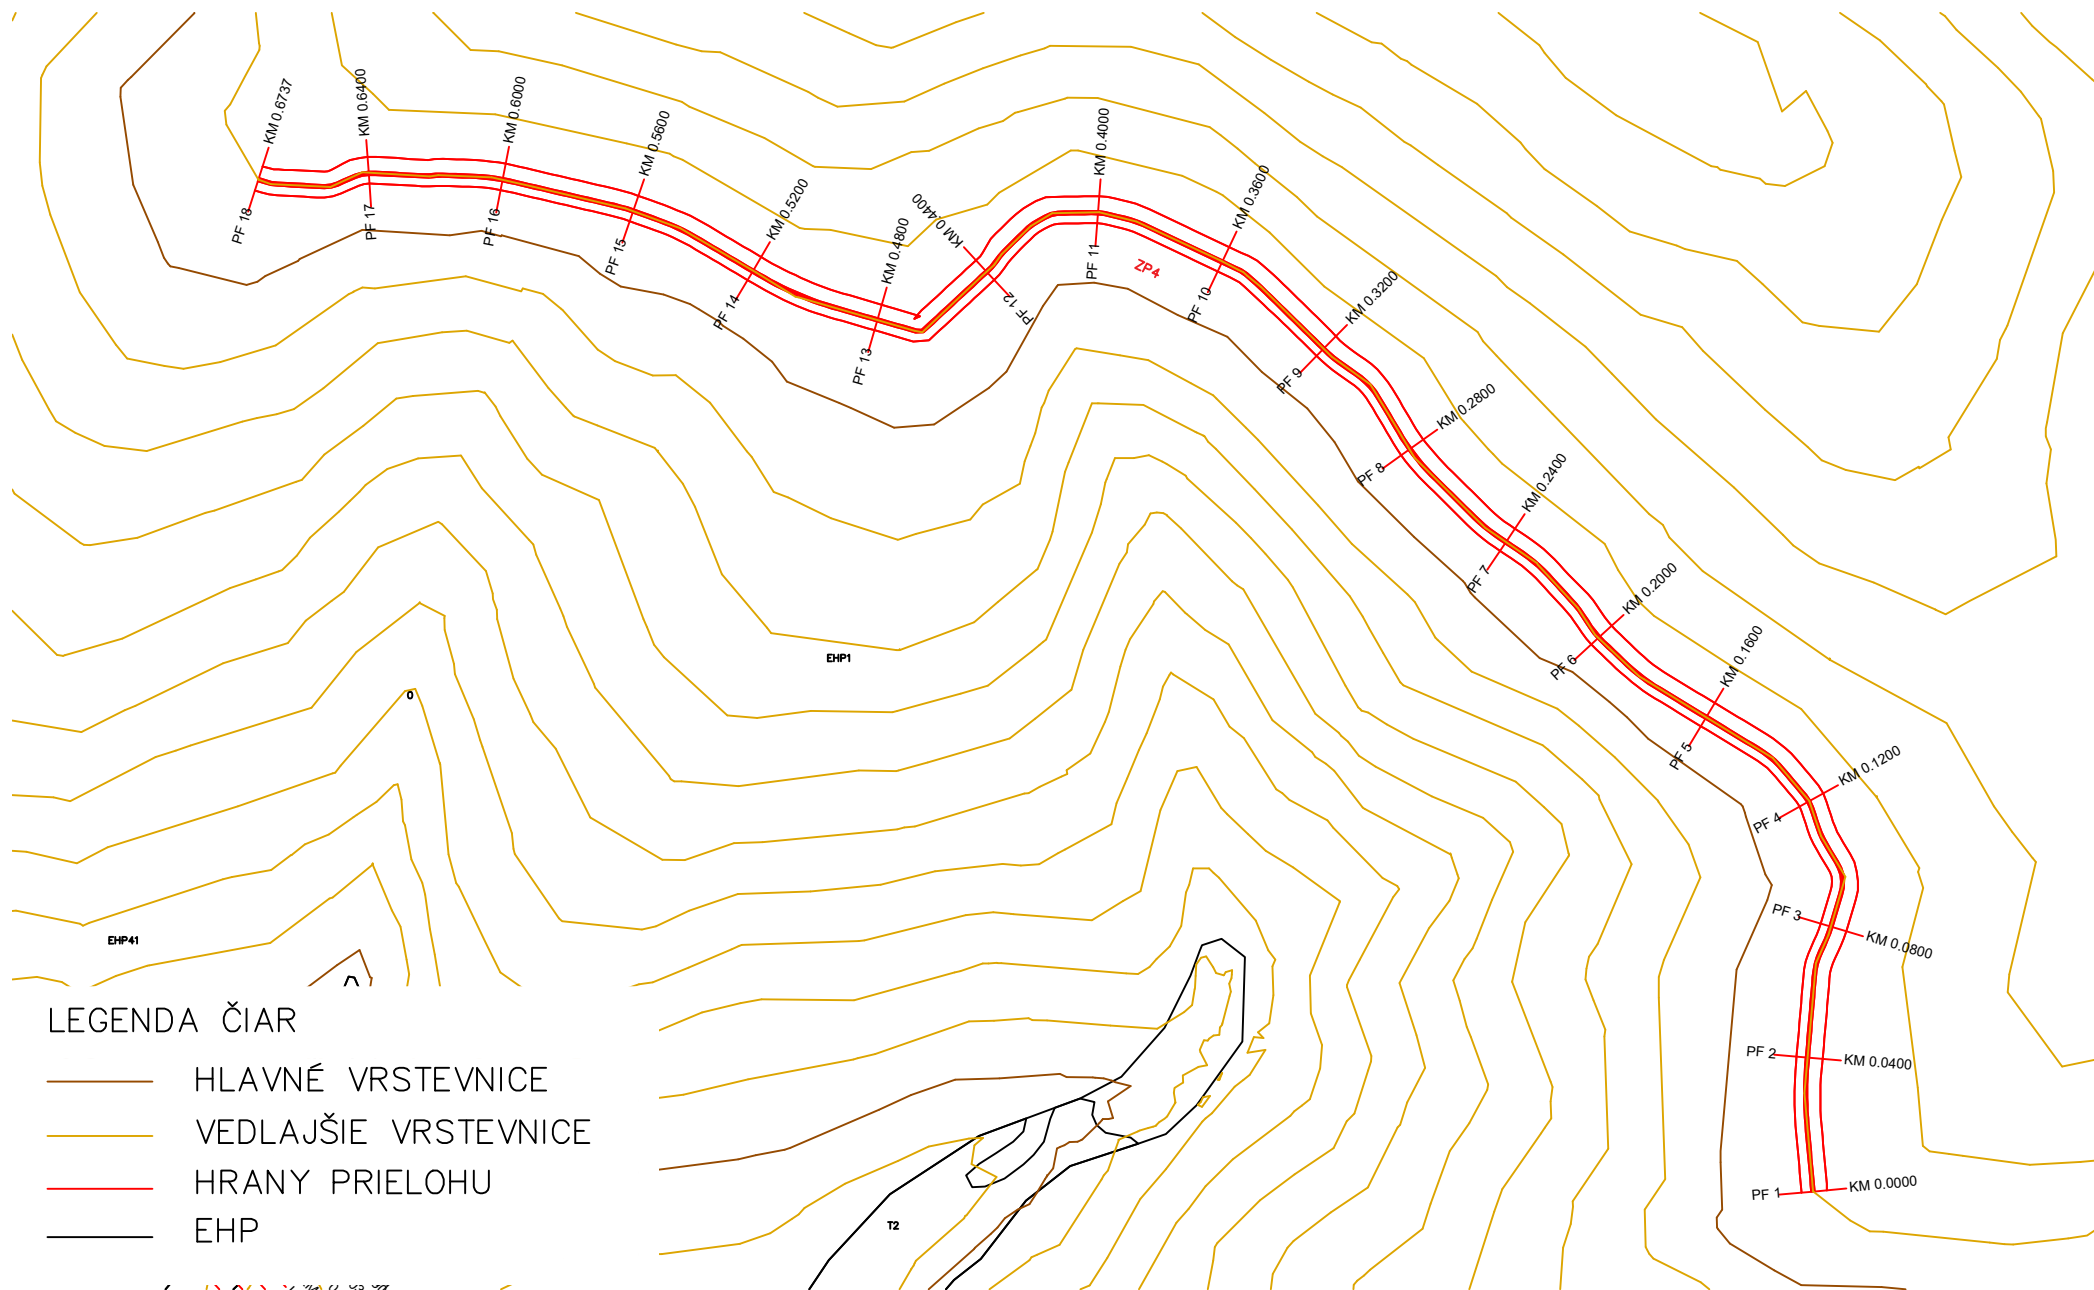 KM 0.6737
KM 0.6400
KM 0.6000
KM 0.5600
KM 0.5200
KM 0.4800
KM 0.4400
KM 0.4000
KM 0.3600
KM 0.3200
KM 0.2800
KM 0.2400
KM 0.2000
KM 0.1600
KM 0.1200
KM 0.0800
KM 0.0400
KM 0.0000
PF 18
PF 17
PF 16
PF 15
PF 14
PF 13
PF 12
PF 11
PF 10
PF 9
PF 8
PF 7
PF 6
PF 5
PF 4
PF 3
PF 2
PF 1
ZP4
EHP1
0
EHP41
T2
LEGENDA ČIAR
HLAVNÉ VRSTEVNICE
VEDLAJŠIE VRSTEVNICE
HRANY PRIELOHU
EHP